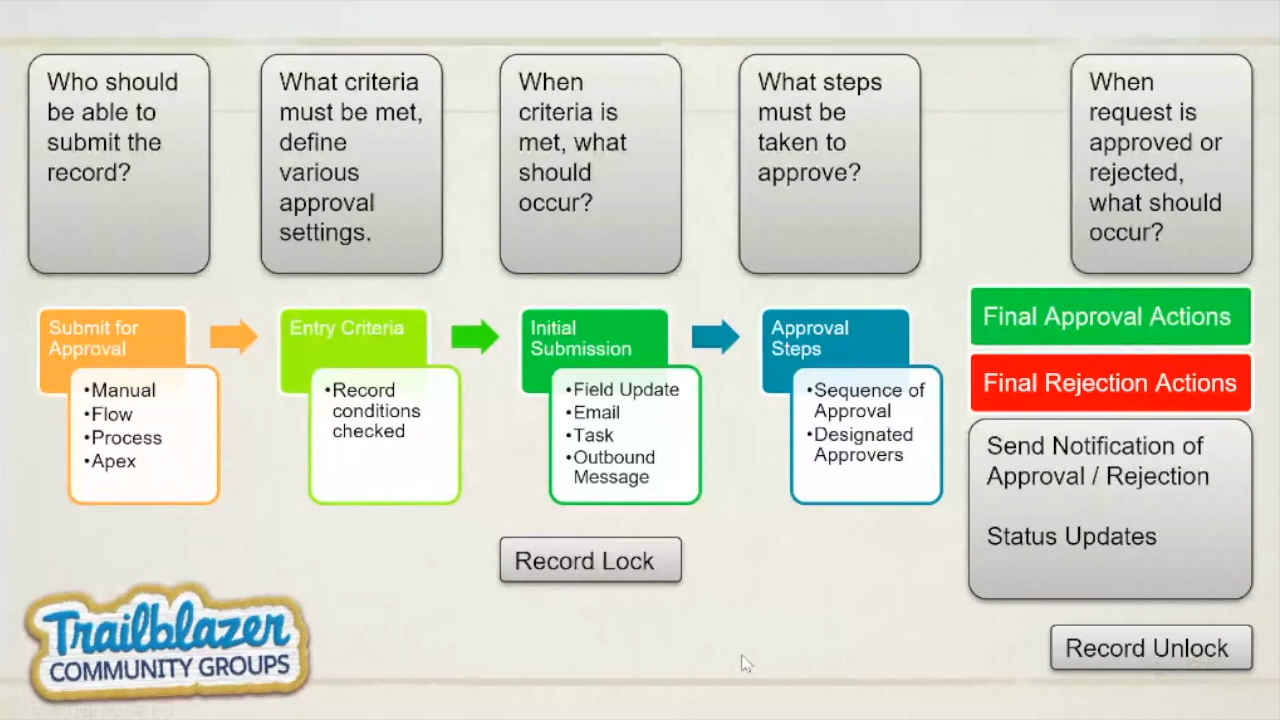 Who should
be able to
submit the
record?
What criteria
must be met,
define
various
approval
settings.
When
criteria is
met, what
should
occur?
What steps
must be
taken to
approve?
When
request is
approved or
rejected,
what should
occur?
Submit for
Approval
•Manual
•Flow
•Process
•Apex
Entry Criteria
•Record
conditions
checked
Initial
Submission
•Field Update
•Email
•Task
•Outbound
Message
Approval
Steps
•Sequence of
Approval
•Designated
Approvers
Final Approval Actions
Final Rejection Actions
Send Notification of
Approval / Rejection
Status Updates
Record Lock
Record Unlock
Trailblazer
COMMUNITY GROUPS